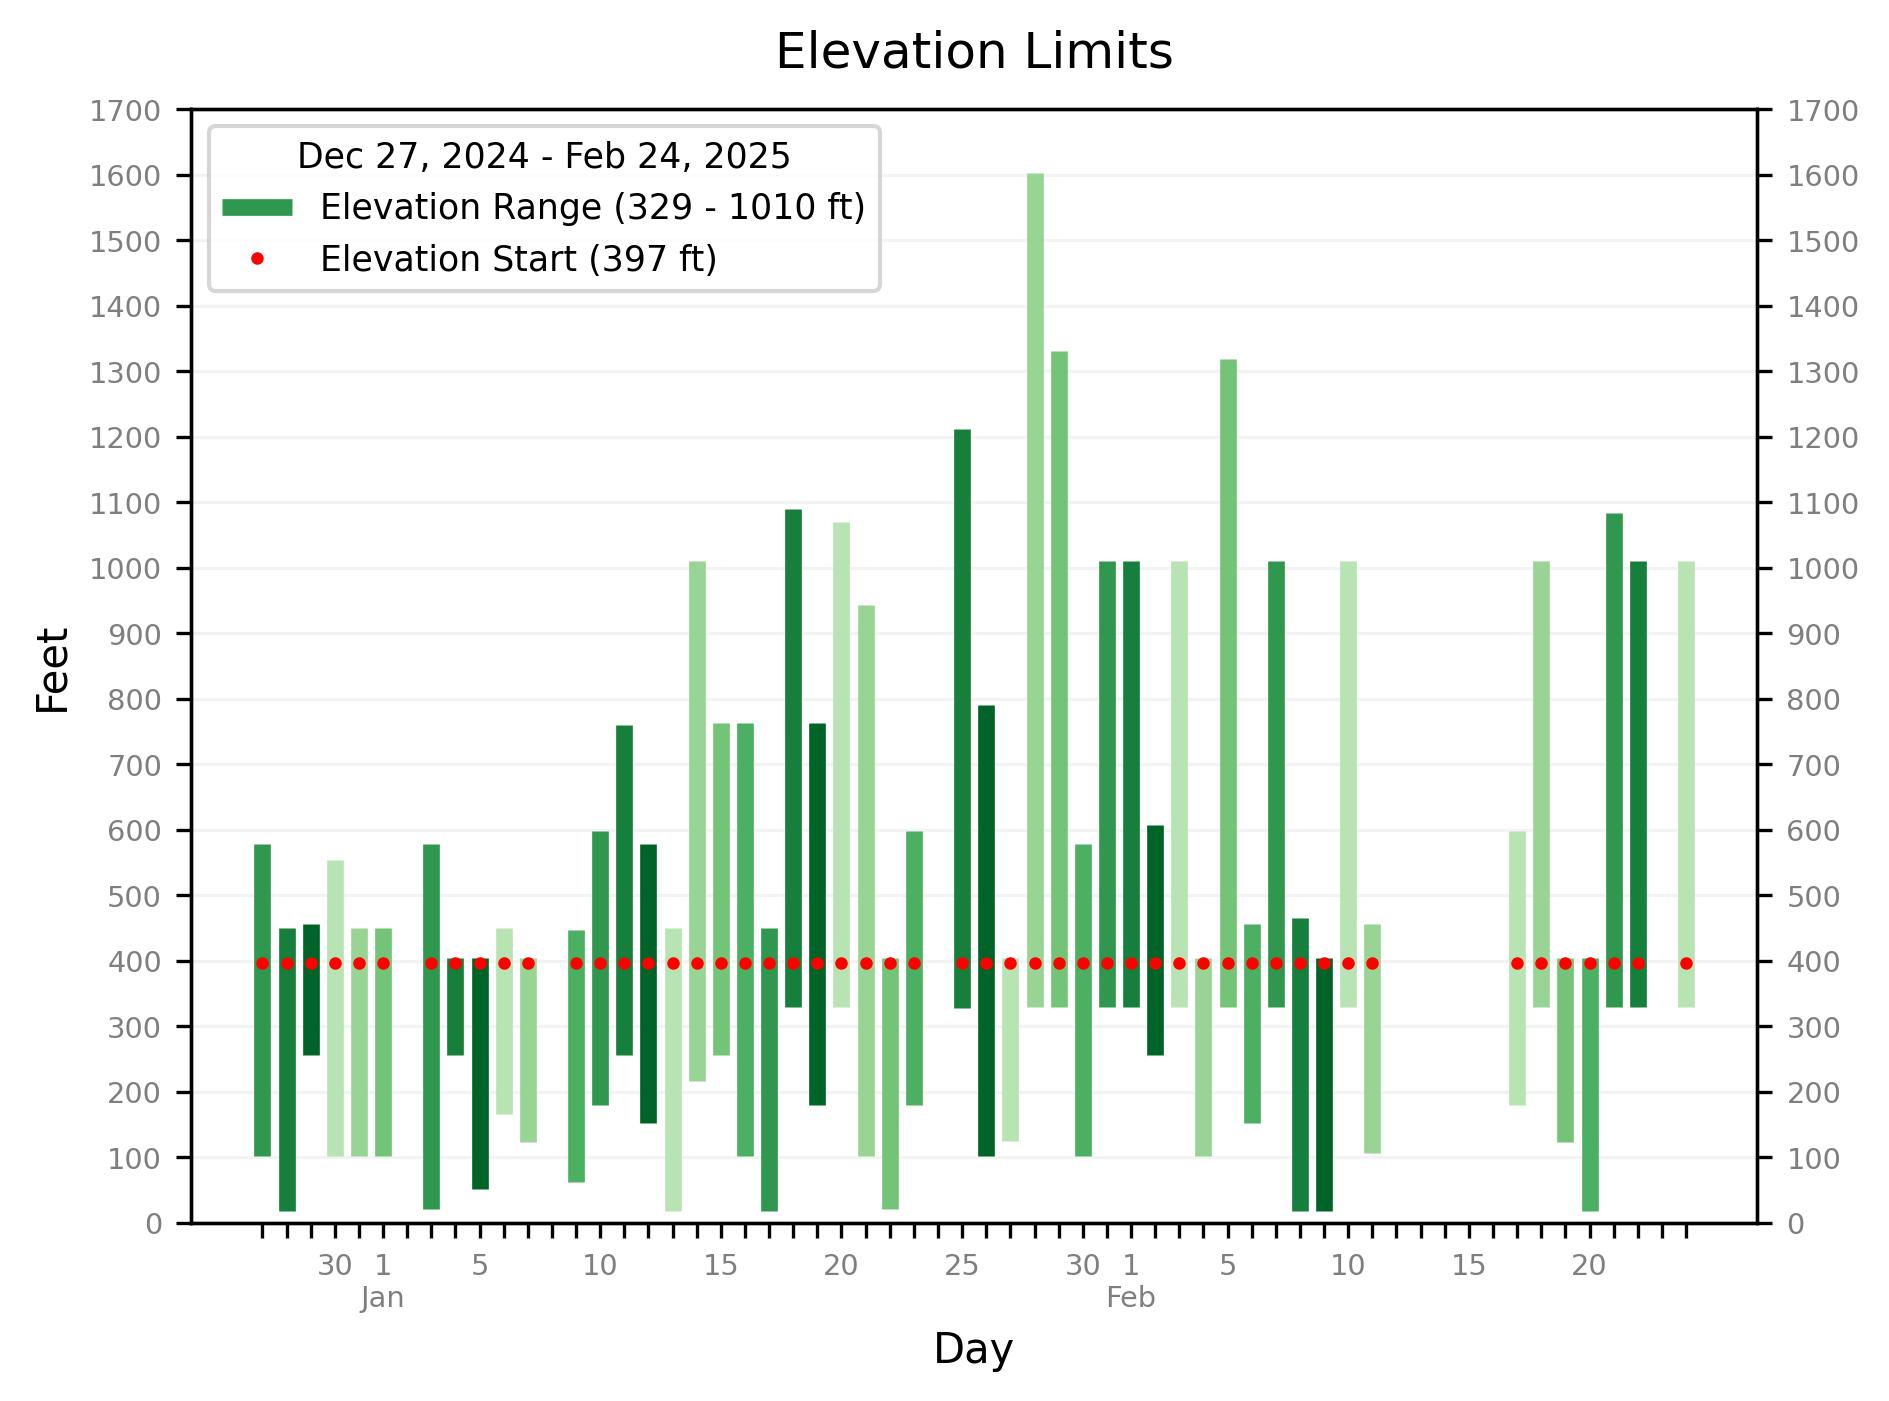 Elevation Limits
1700 1700
Dec 27, 2024 - Feb 24, 2025
1600 1600
Elevation Range (329 - 1010 ft)
1500 1500
Elevation Start (397 ft)
1400 1400
1300 1300
1200 1200
1100 1100
1000 1000
900 900
800 800
Feet
700 700
600 600
500 500
400 400
300 300
200 200
100 100
0 0
30 1 5 10 15 20 25 30 1 5 10 15 20
Jan Feb
Day